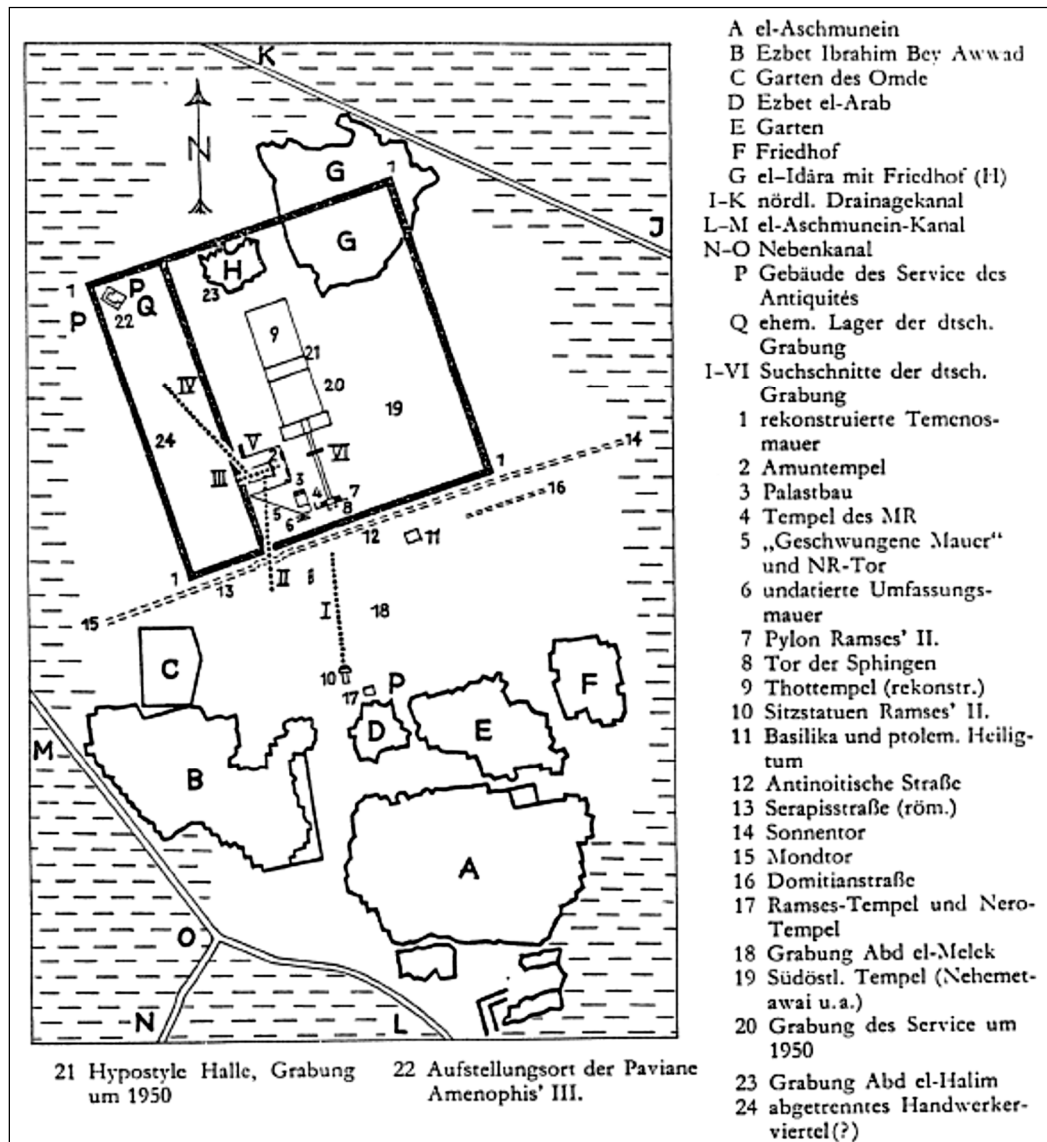 K
N
G
1
J
G
H
1
P
P
Q
22
23
9
21
20
19
IV
24
V
2
III
VI
14
1
3
4
7
5
6
8
16
12
11
1
13
II
15
I
18
C
10
17
P
F
M
D
E
B
A
O
N
L
A el-Aschmunein
B Ezbet Ibrahim Bey Awwad
C Garten des Omde
D Ezbet el-Arab
E Garten
F Friedhof
G el-Idâra mit Friedhof (H)
I-K nördl. Drainagekanal
L-M el-Aschmunein-Kanal
N-O Nebenkanal
P Gebäude des Service des
Antiquités
Q ehem. Lager der dtsch.
Grabung
I-VI Suchschnitte der dtsch.
Grabung
1 rekonstruierte Temenos-
mauer
2 Amuntempel
3 Palastbau
4 Tempel des MR
5 „Geschwungene Mauer“
und NR-Tor
6 undatierte Umfassungs-
mauer
7 Pylon Ramses' II.
8 Tor der Sphingen
9 Thottempel (rekonstr.)
10 Sitzstatuen Ramses' II.
11 Basilika und ptolem. Heilig-
tum
12 Antinoitische Straße
13 Serapisstraße (röm.)
14 Sonnentor
15 Mondtor
16 Domitianstraße
17 Ramses-Tempel und Nero-
Tempel
18 Grabung Abd el-Melek
19 Südöstl. Tempel (Nehemet-
awai u.a.)
20 Grabung des Service um
1950
21 Hypostyle Halle, Grabung
um 1950
22 Aufstellungsort der Paviane
Amenophis' III.
23 Grabung Abd el-Halim
24 abgetrenntes Handwerker-
viertel(?)